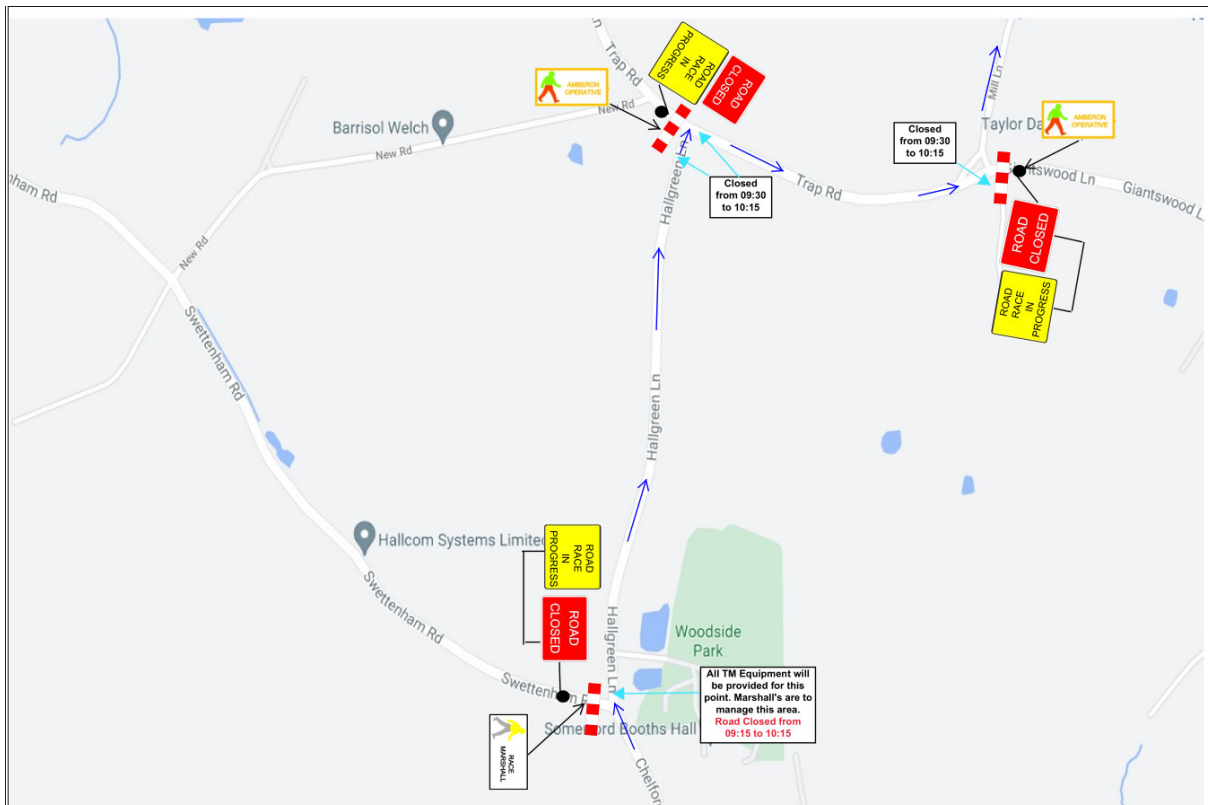 Ln
Trap Rd
ROAD
RACE
IN
PROGRESS
ROAD
CLOSED
AMBERON
OPERATIVE
New Rd
Barrisol Welch
New Rd
New Rd
Closed
from 09:30
to 10:15
Hallgreen Ln
Trap Rd
Mill Ln
Taylor Da
AMBERON
OPERATIVE
Closed
from 09:30
to 10:15
Giantswood Ln
Giantswood L
ROAD
CLOSED
ROAD
RACE
IN
PROGRESS
ttenham Rd
Swettenham Rd
Hallgreen Ln
Hallgreen Ln
Hallcom Systems Limite
ROAD
RACE
IN
PROGRESS
ROAD
CLOSED
Swettenham Rd
Hallgreen Ln
Woodside
Park
Swettenham R
All TM Equipment will
be provided for this
point. Marshall's are to
manage this area.
Road Closed from
09:15 to 10:15
Somerford Booths Hall
RACE
MARSHALL
Chelfor